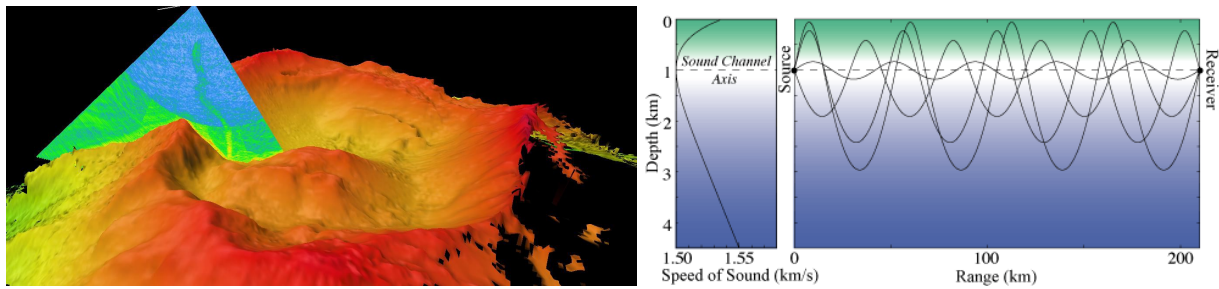 0
1
2
3
4
Depth (km)
Sound Channel
Axis
1.50
1.55
Speed of Sound (km/s)
Source
Receiver
0
100
200
Range (km)